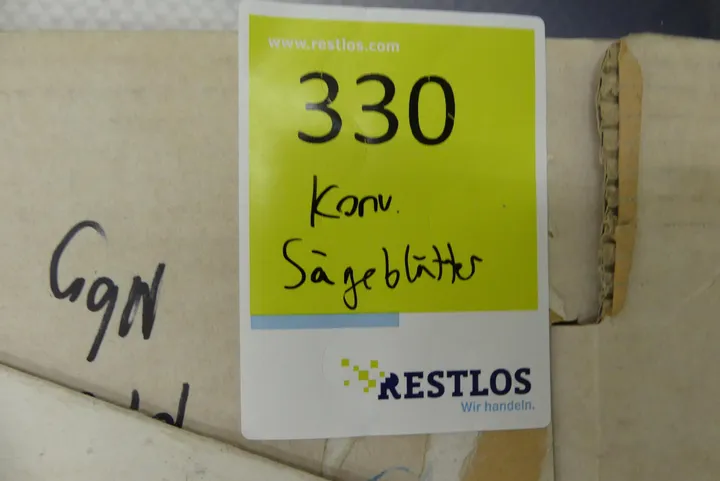 www.restlos.com
330
Konv.
Sägeblätter
RESTLOS
Wir handeln.